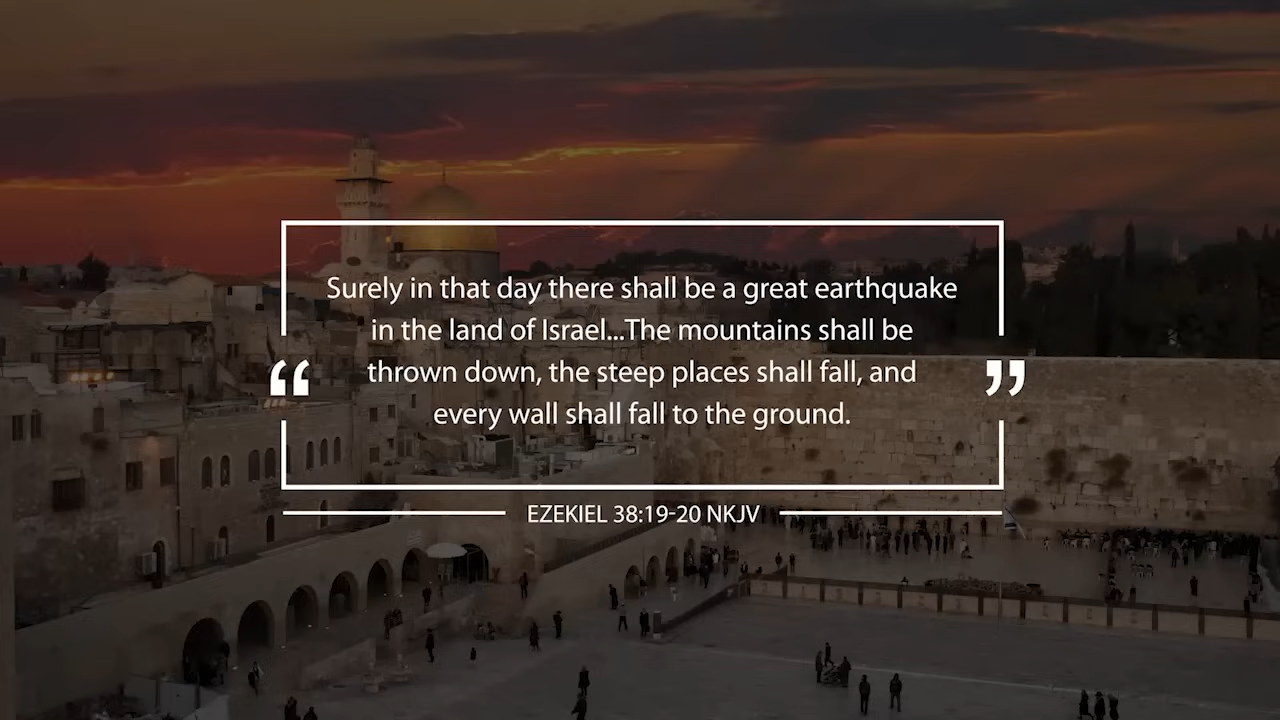 Surely in that day there shall be a great earthquake
in the land of Israel...The mountains shall be
thrown down, the steep places shall fall, and
every wall shall fall to the ground.
EZEKIEL 38:19-20 NKJV